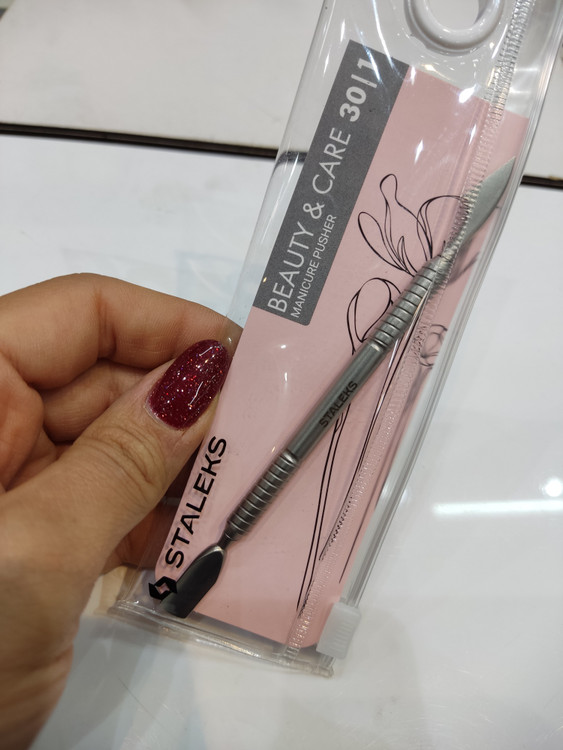 BEAUTY & CARE 30|1
MANICURE PUSHER
STALEKS
STALEKS